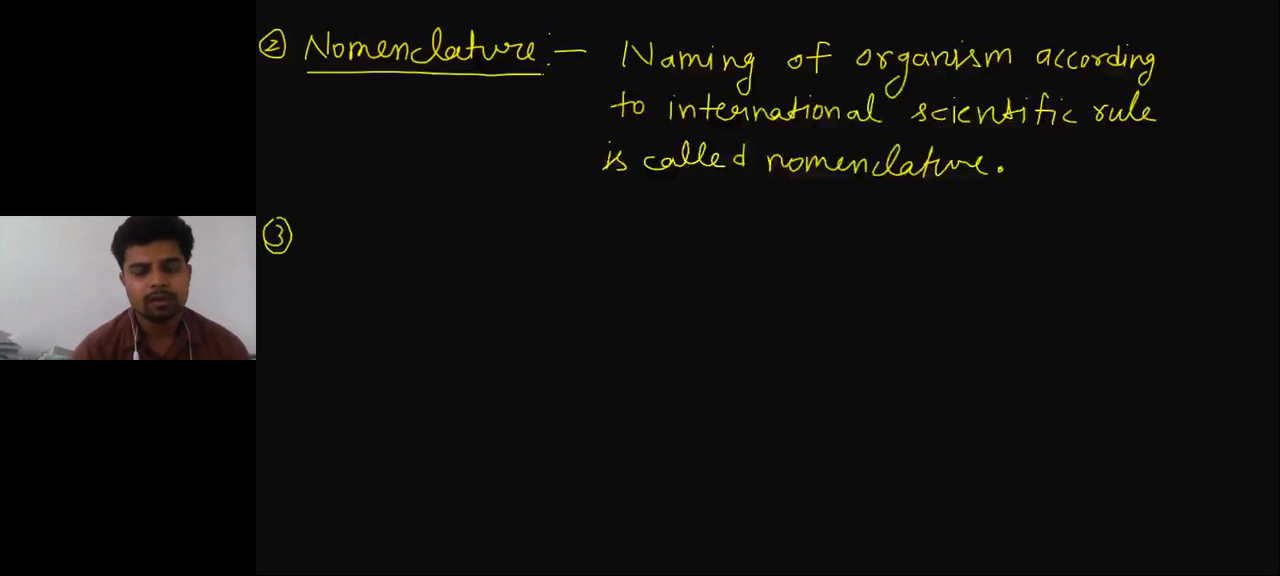 ② Nomenclature :— Naming of organism according
to international scientific rule
is called nomenclature.
③